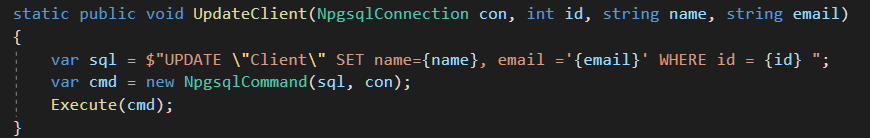 static public void UpdateClient(NpgsqlConnection con, int id, string name, string email)
{
var sql = $"UPDATE \"Client\" SET name={name}, email ='{email}' WHERE id = {id} ";
var cmd = new NpgsqlCommand(sql, con);
Execute(cmd);
}